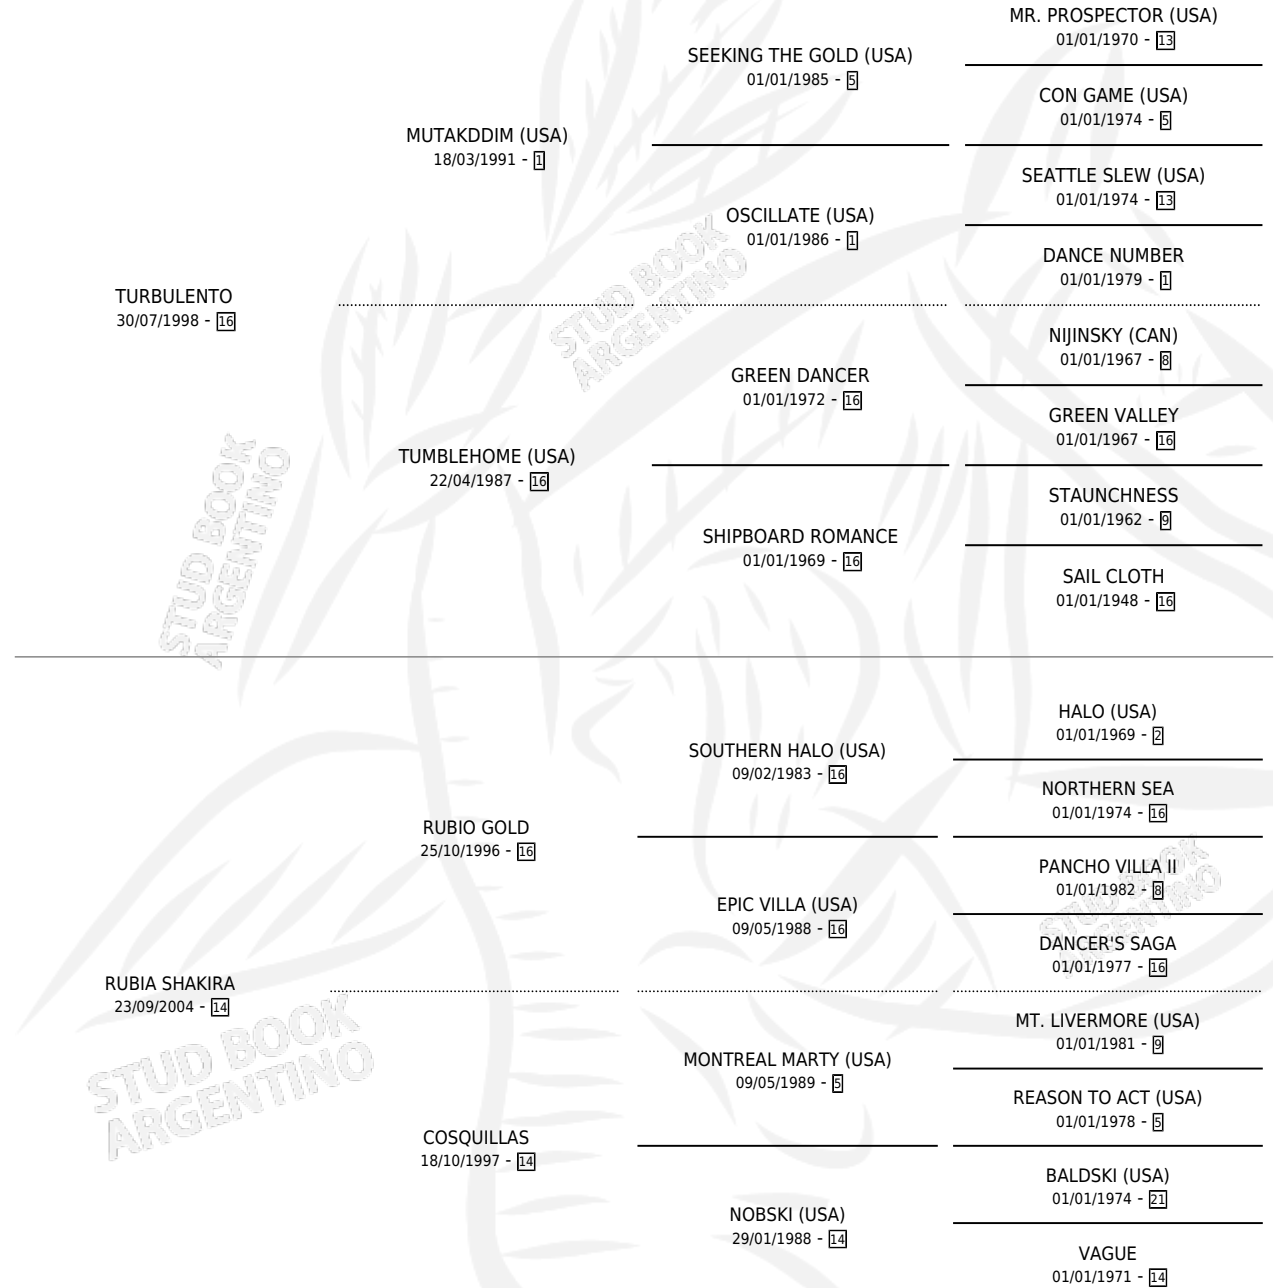 MR. PROSPECTOR (USA)
01/01/1970 - 13
SEEKING THE GOLD (USA)
01/01/1985 - 5
CON GAME (USA)
01/01/1974 - 5
MUTAKDDIM (USA)
18/03/1991 - 1
SEATTLE SLEW (USA)
01/01/1974 - 13
OSCILLATE (USA)
01/01/1986 - 1
DANCE NUMBER
01/01/1979 - 1
STUD BOOK
ARGENTINO
TURBULENTO
30/07/1998 - 16
NIJINSKY (CAN)
01/01/1967 - 8
GREEN DANCER
01/01/1972 - 16
GREEN VALLEY
01/01/1967 - 16
TUMBLEHOME (USA)
22/04/1987 - 16
STAUNCHNESS
01/01/1962 - 9
SHIPBOARD ROMANCE
01/01/1969 - 16
SAIL CLOTH
01/01/1948 - 16
STUD BOOK
ARGENTINO
HALO (USA)
01/01/1969 - 2
SOUTHERN HALO (USA)
09/02/1983 - 16
NORTHERN SEA
01/01/1974 - 16
RUBIO GOLD
25/10/1996 - 16
PANCHO VILLA II
01/01/1982 - 8
EPIC VILLA (USA)
09/05/1988 - 16
DANCER'S SAGA
01/01/1977 - 16
STUD BOOK
ARGENTINO
RUBIA SHAKIRA
23/09/2004 - 14
MT. LIVERMORE (USA)
01/01/1981 - 9
MONTREAL MARTY (USA)
09/05/1989 - 5
REASON TO ACT (USA)
01/01/1978 - 5
STUD BOOK
ARGENTINO
COSQUILLAS
18/10/1997 - 14
BALDSKI (USA)
01/01/1974 - 21
NOBSKI (USA)
29/01/1988 - 14
VAGUE
01/01/1971 - 14